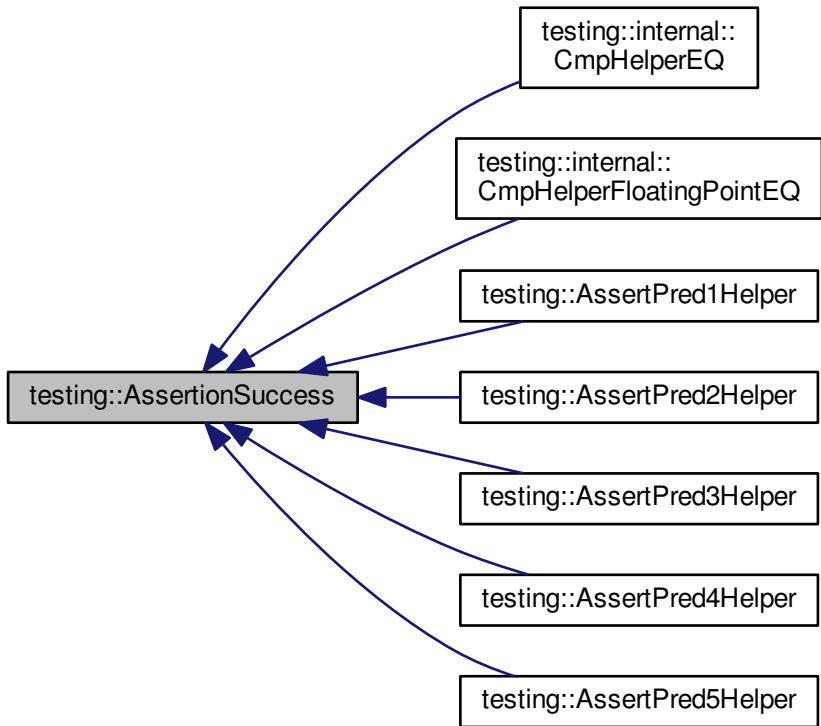 testing::internal::
CmpHelperEQ
testing::internal::
CmpHelperFloatingPointEQ
testing::AssertPred1Helper
testing::AssertionSuccess
testing::AssertPred2Helper
testing::AssertPred3Helper
testing::AssertPred4Helper
testing::AssertPred5Helper